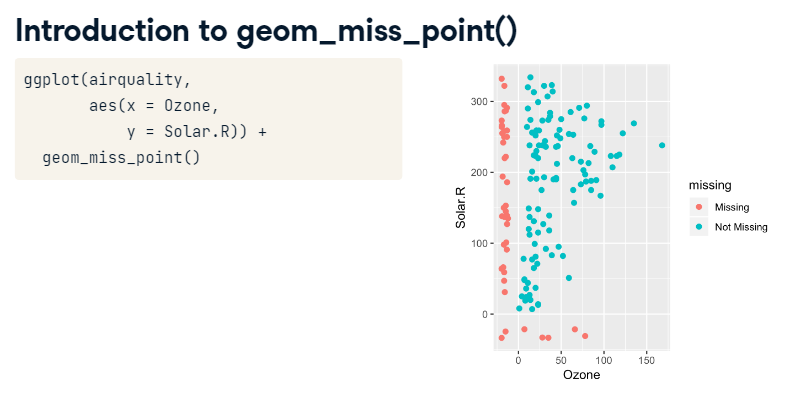 Introduction to geom_miss_point()
ggplot(airquality,
aes(x = Ozone,
y = Solar.R)) +
geom_miss_point()
300
200
100
0
Solar.R
0 50 100 150
Ozone
missing
Missing
Not Missing